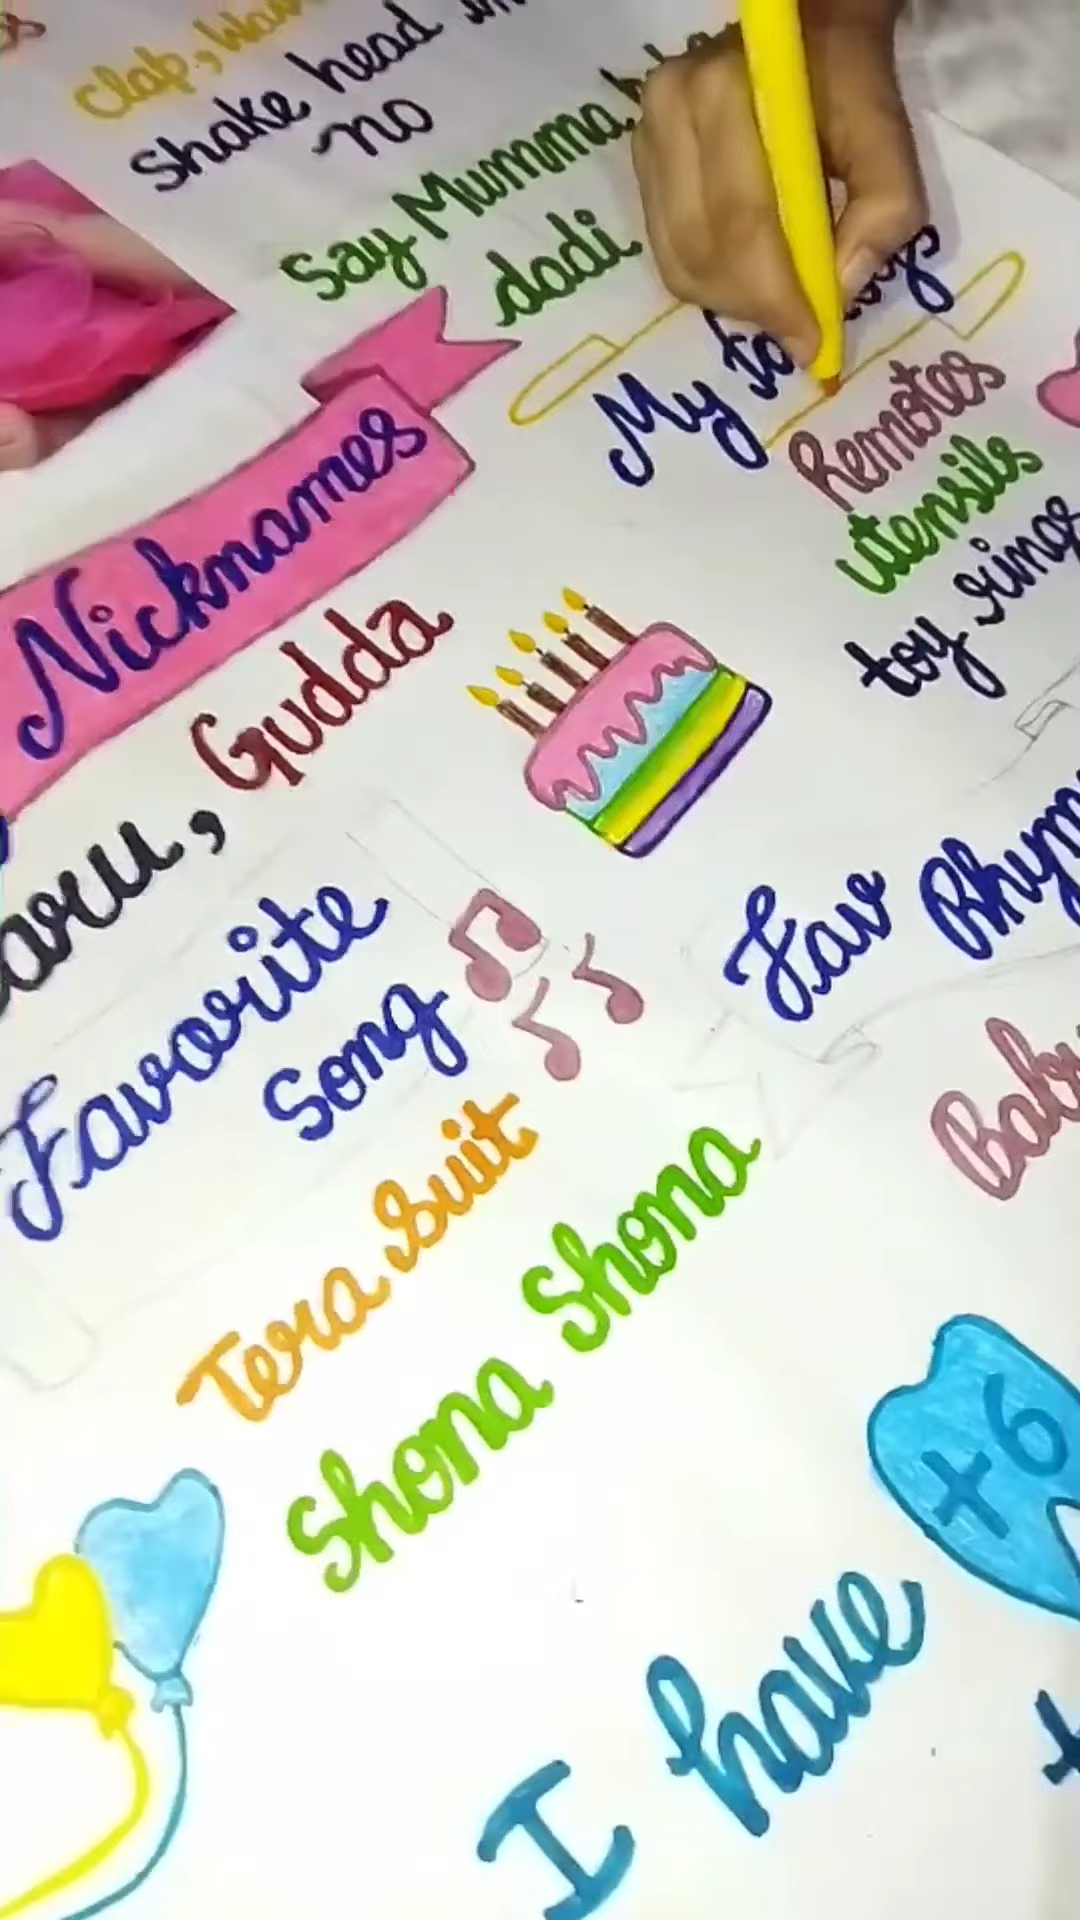 Clap,
shake head
no
Say Mumma
dadi
My
Remotes
utensils
toy rings
Nicknames
Gudda
Favorite
song
Tera Suit
Shona Shona
Fav
+6
I have